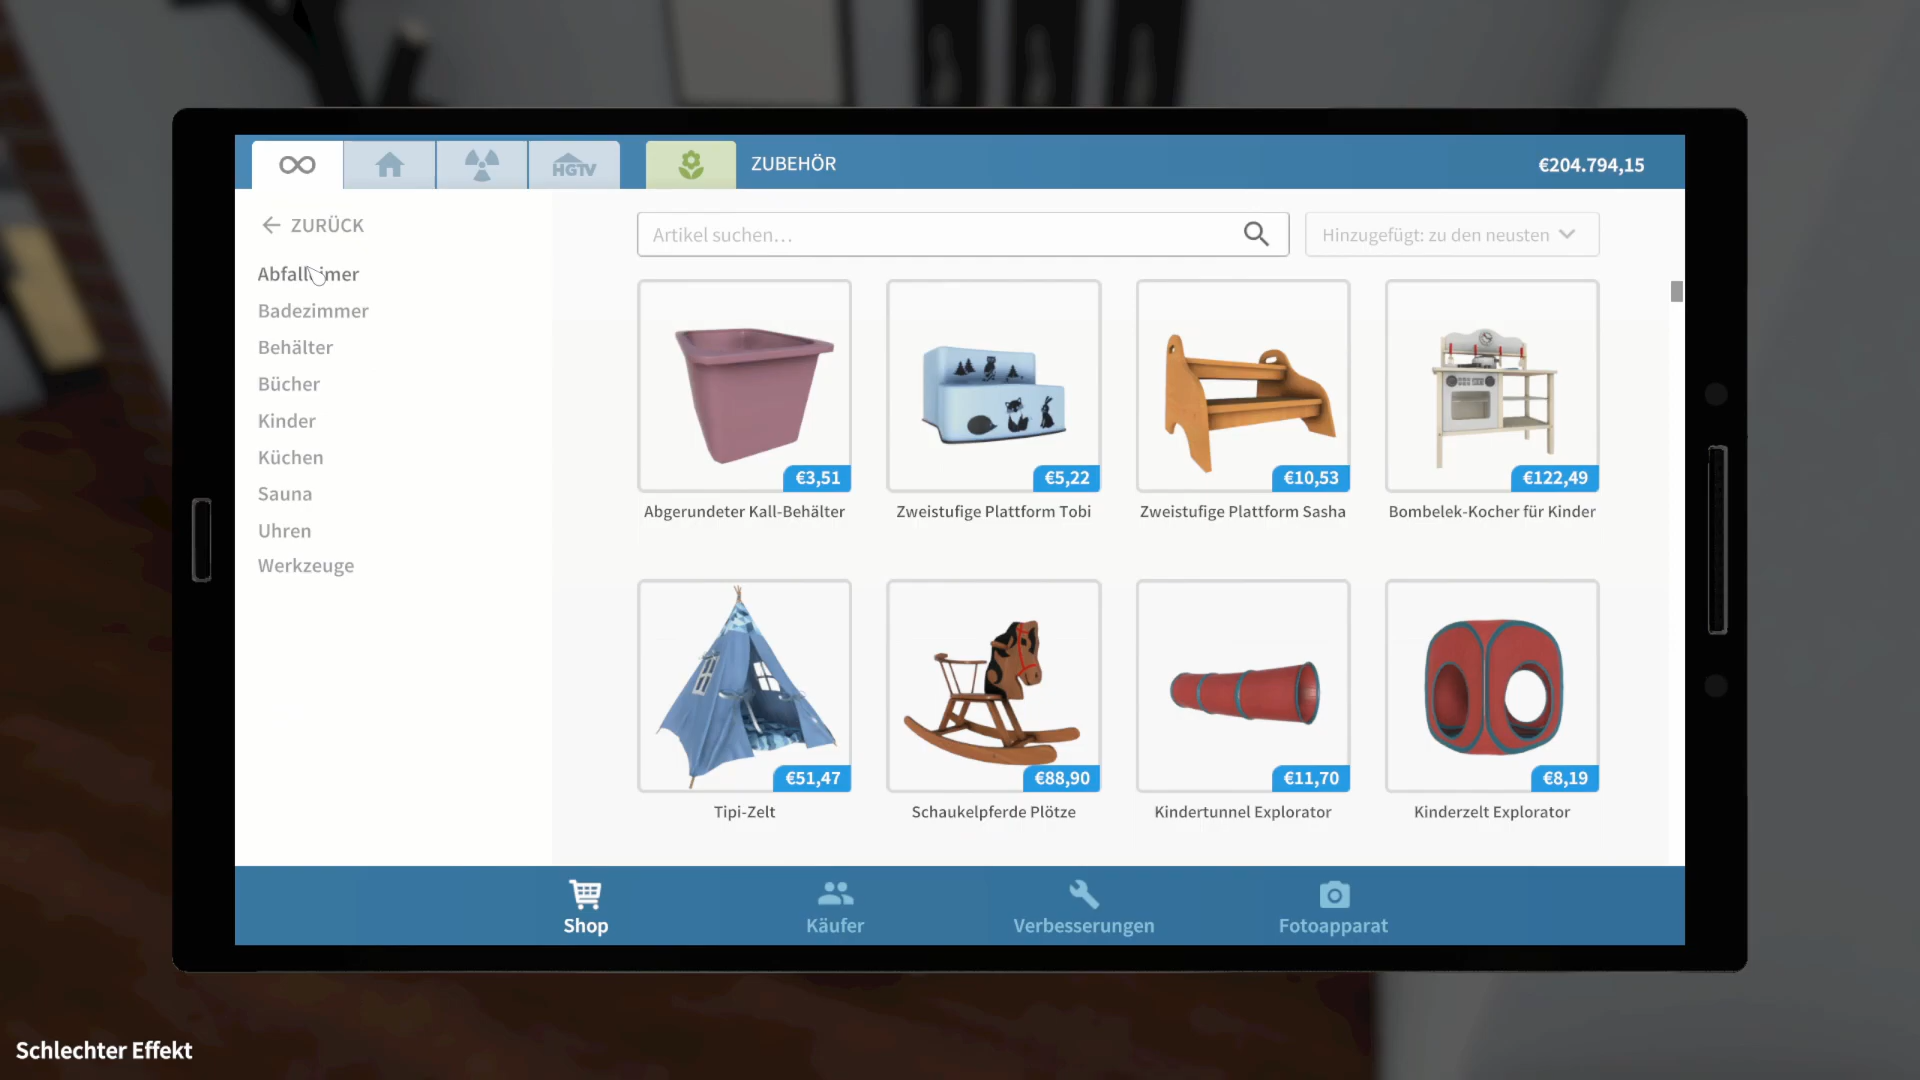 HGTV
ZUBEHÖR
€204.794,15
ZURÜCK
Artikel suchen...
Hinzugefügt: zu den neusten
Abfalleimer
Badezimmer
Behälter
Bücher
Kinder
Küchen
Sauna
Uhren
Werkzeuge
€3,51
€5,22
€10,53
€122,49
Abgerundeter Kall-Behälter
Zweistufige Plattform Tobi
Zweistufige Plattform Sasha
Bombelek-Kocher für Kinder
€51,47
€88,90
€11,70
€8,19
Tipi-Zelt
Schaukelpferde Plötze
Kindertunnel Explorator
Kinderzelt Explorator
Shop
Käufer
Verbesserungen
Fotoapparat
Schlechter Effekt